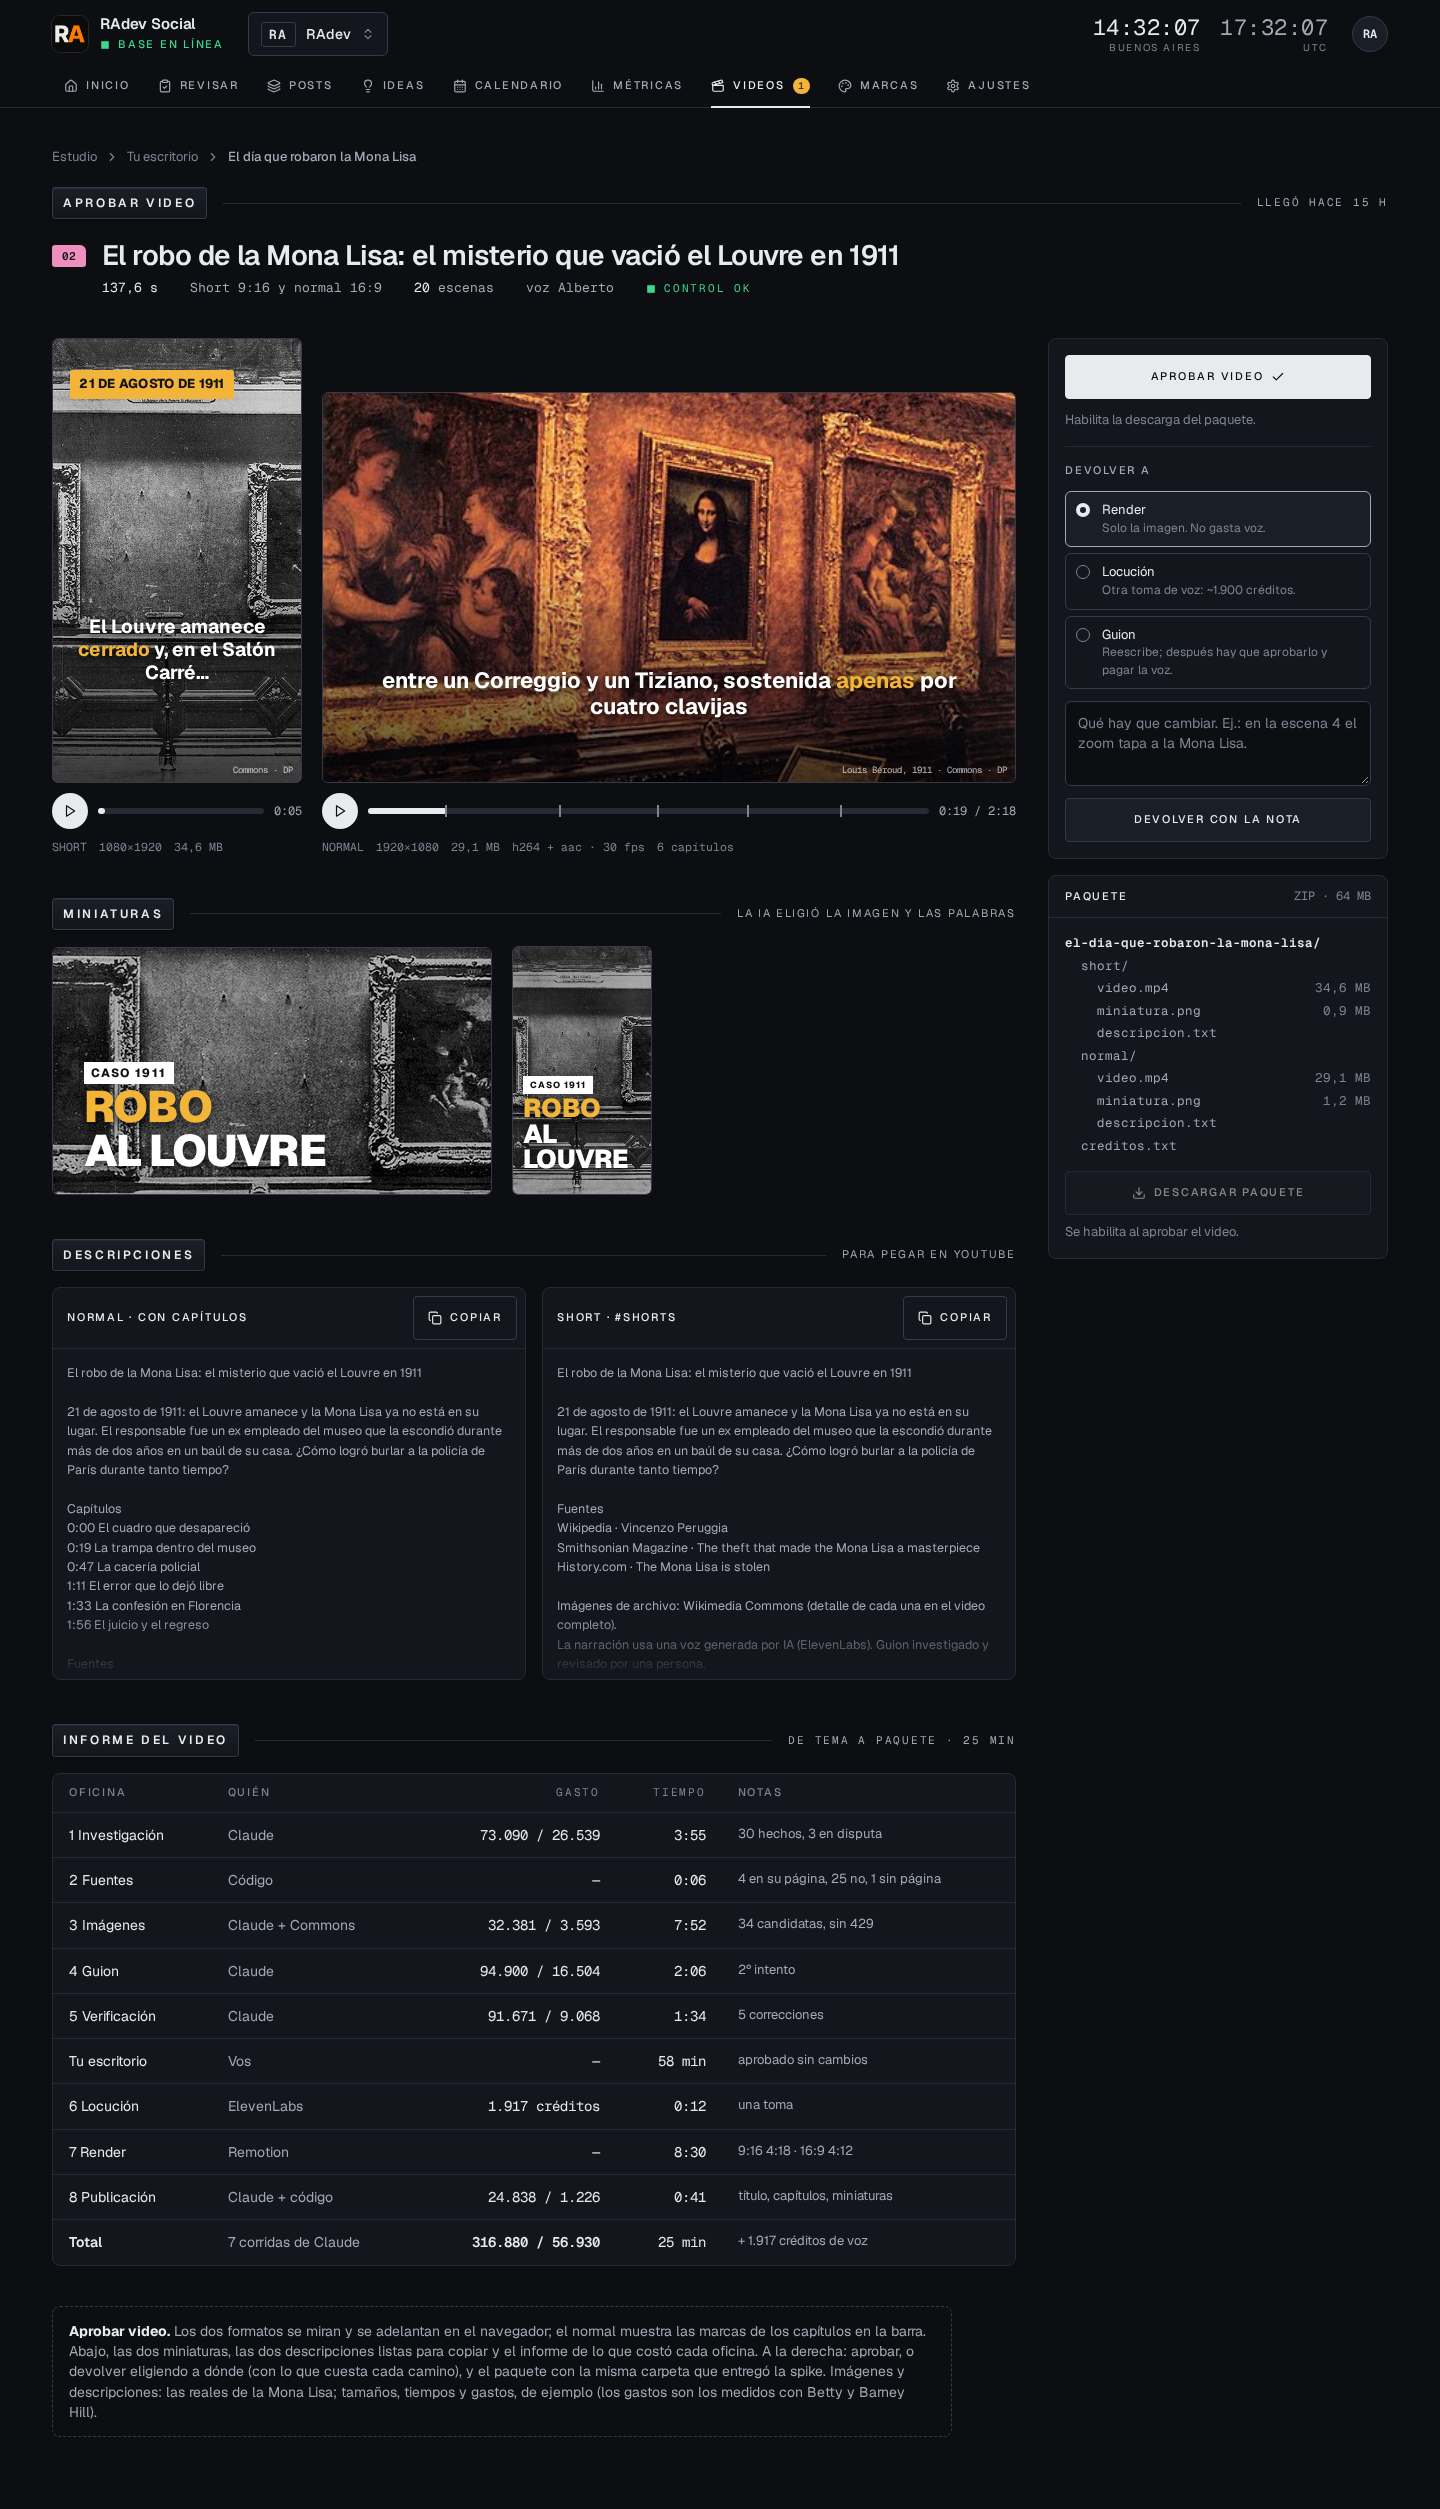 RA
RAdev Social
BASE EN LÍNEA
RA RAdev
14:32:07
BUENOS AIRES
17:32:07
UTC
RA
INICIO
REVISAR
POSTS
IDEAS
CALENDARIO
MÉTRICAS
VIDEOS 1
MARCAS
AJUSTES
Estudio > Tu escritorio > El día que robaron la Mona Lisa
APROBAR VIDEO
LLEGÓ HACE 15 H
02 El robo de la Mona Lisa: el misterio que vació el Louvre en 1911
137,6 s Short 9:16 y normal 16:9 20 escenas voz Alberto CONTROL OK
21 DE AGOSTO DE 1911
El Louvre amanece
cerrado y, en el Salón
Carré...
Commons · DP
0:05
SHORT 1080×1920 34,6 MB
entre un Correggio y un Tiziano, sostenida apenas por
cuatro clavijas
Louis Béroud, 1911 · Commons · DP
0:19 / 2:18
NORMAL 1920×1080 29,1 MB h264 + aac · 30 fps 6 capítulos
APROBAR VIDEO
Habilita la descarga del paquete.
DEVOLVER A
Render
Solo la imagen. No gasta voz.
Locución
Otra toma de voz: ~1.900 créditos.
Guion
Reescribe; después hay que aprobarlo y
pagar la voz.
Qué hay que cambiar. Ej.: en la escena 4 el
zoom tapa a la Mona Lisa.
DEVOLVER CON LA NOTA
PAQUETE
ZIP · 64 MB
el-dia-que-robaron-la-mona-lisa/
short/
video.mp4 34,6 MB
miniatura.png 0,9 MB
descripcion.txt
normal/
video.mp4 29,1 MB
miniatura.png 1,2 MB
descripcion.txt
creditos.txt
DESCARGAR PAQUETE
Se habilita al aprobar el video.
MINIATURAS
LA IA ELIGIÓ LA IMAGEN Y LAS PALABRAS
CASO 1911
ROBO
AL LOUVRE
CASO 1911
ROBO
AL
LOUVRE
DESCRIPCIONES
PARA PEGAR EN YOUTUBE
NORMAL · CON CAPÍTULOS
COPIAR
El robo de la Mona Lisa: el misterio que vació el Louvre en 1911
21 de agosto de 1911: el Louvre amanece y la Mona Lisa ya no está en su
lugar. El responsable fue un ex empleado del museo que la escondió durante
más de dos años en un baúl de su casa. ¿Cómo logró burlar a la policía de
París durante tanto tiempo?
Capítulos
0:00 El cuadro que desapareció
0:19 La trampa dentro del museo
0:47 La cacería policial
1:11 El error que lo dejó libre
1:33 La confesión en Florencia
1:56 El juicio y el regreso
Fuentes
SHORT · #SHORTS
COPIAR
El robo de la Mona Lisa: el misterio que vació el Louvre en 1911
21 de agosto de 1911: el Louvre amanece y la Mona Lisa ya no está en su
lugar. El responsable fue un ex empleado del museo que la escondió durante
más de dos años en un baúl de su casa. ¿Cómo logró burlar a la policía de
París durante tanto tiempo?
Fuentes
Wikipedia · Vincenzo Peruggia
Smithsonian Magazine · The theft that made the Mona Lisa a masterpiece
History.com · The Mona Lisa is stolen
Imágenes de archivo: Wikimedia Commons (detalle de cada una en el video
completo).
La narración usa una voz generada por IA (ElevenLabs). Guion investigado y
revisado por una persona.
INFORME DEL VIDEO
DE TEMA A PAQUETE · 25 MIN
OFICINA QUIÉN GASTO TIEMPO NOTAS
1 Investigación Claude 73.090 / 26.539 3:55 30 hechos, 3 en disputa
2 Fuentes Código — 0:06 4 en su página, 25 no, 1 sin página
3 Imágenes Claude + Commons 32.381 / 3.593 7:52 34 candidatas, sin 429
4 Guion Claude 94.900 / 16.504 2:06 2º intento
5 Verificación Claude 91.671 / 9.068 1:34 5 correcciones
Tu escritorio Vos — 58 min aprobado sin cambios
6 Locución ElevenLabs 1.917 créditos 0:12 una toma
7 Render Remotion — 8:30 9:16 4:18 · 16:9 4:12
8 Publicación Claude + código 24.838 / 1.226 0:41 título, capítulos, miniaturas
Total 7 corridas de Claude 316.880 / 56.930 25 min + 1.917 créditos de voz
Aprobar video. Los dos formatos se miran y se adelantan en el navegador; el normal muestra las marcas de los capítulos en la barra.
Abajo, las dos miniaturas, las dos descripciones listas para copiar y el informe de lo que costó cada oficina. A la derecha: aprobar, o
devolver eligiendo a dónde (con lo que cuesta cada camino), y el paquete con la misma carpeta que entregó la spike. Imágenes y
descripciones: las reales de la Mona Lisa; tamaños, tiempos y gastos, de ejemplo (los gastos son los medidos con Betty y Barney
Hill).